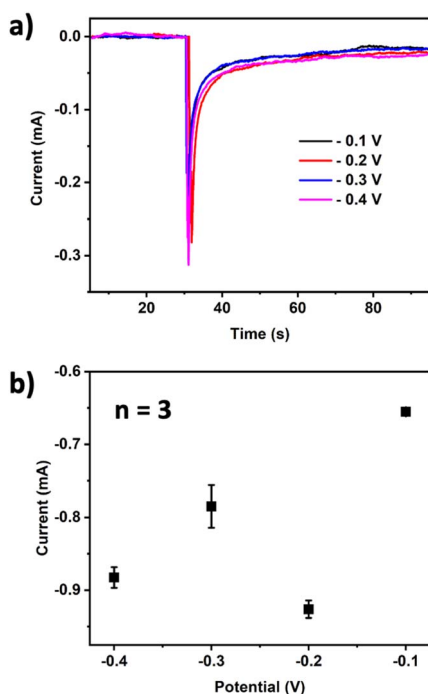 a)
0.0
-0.1
-0.2
-0.3
Current (mA)
- 0.1 V
- 0.2 V
- 0.3 V
- 0.4 V
20
40
60
80
Time (s)
b)
n = 3
-0.6
-0.7
-0.8
-0.9
Current (mA)
-0.4
-0.3
-0.2
-0.1
Potential (V)